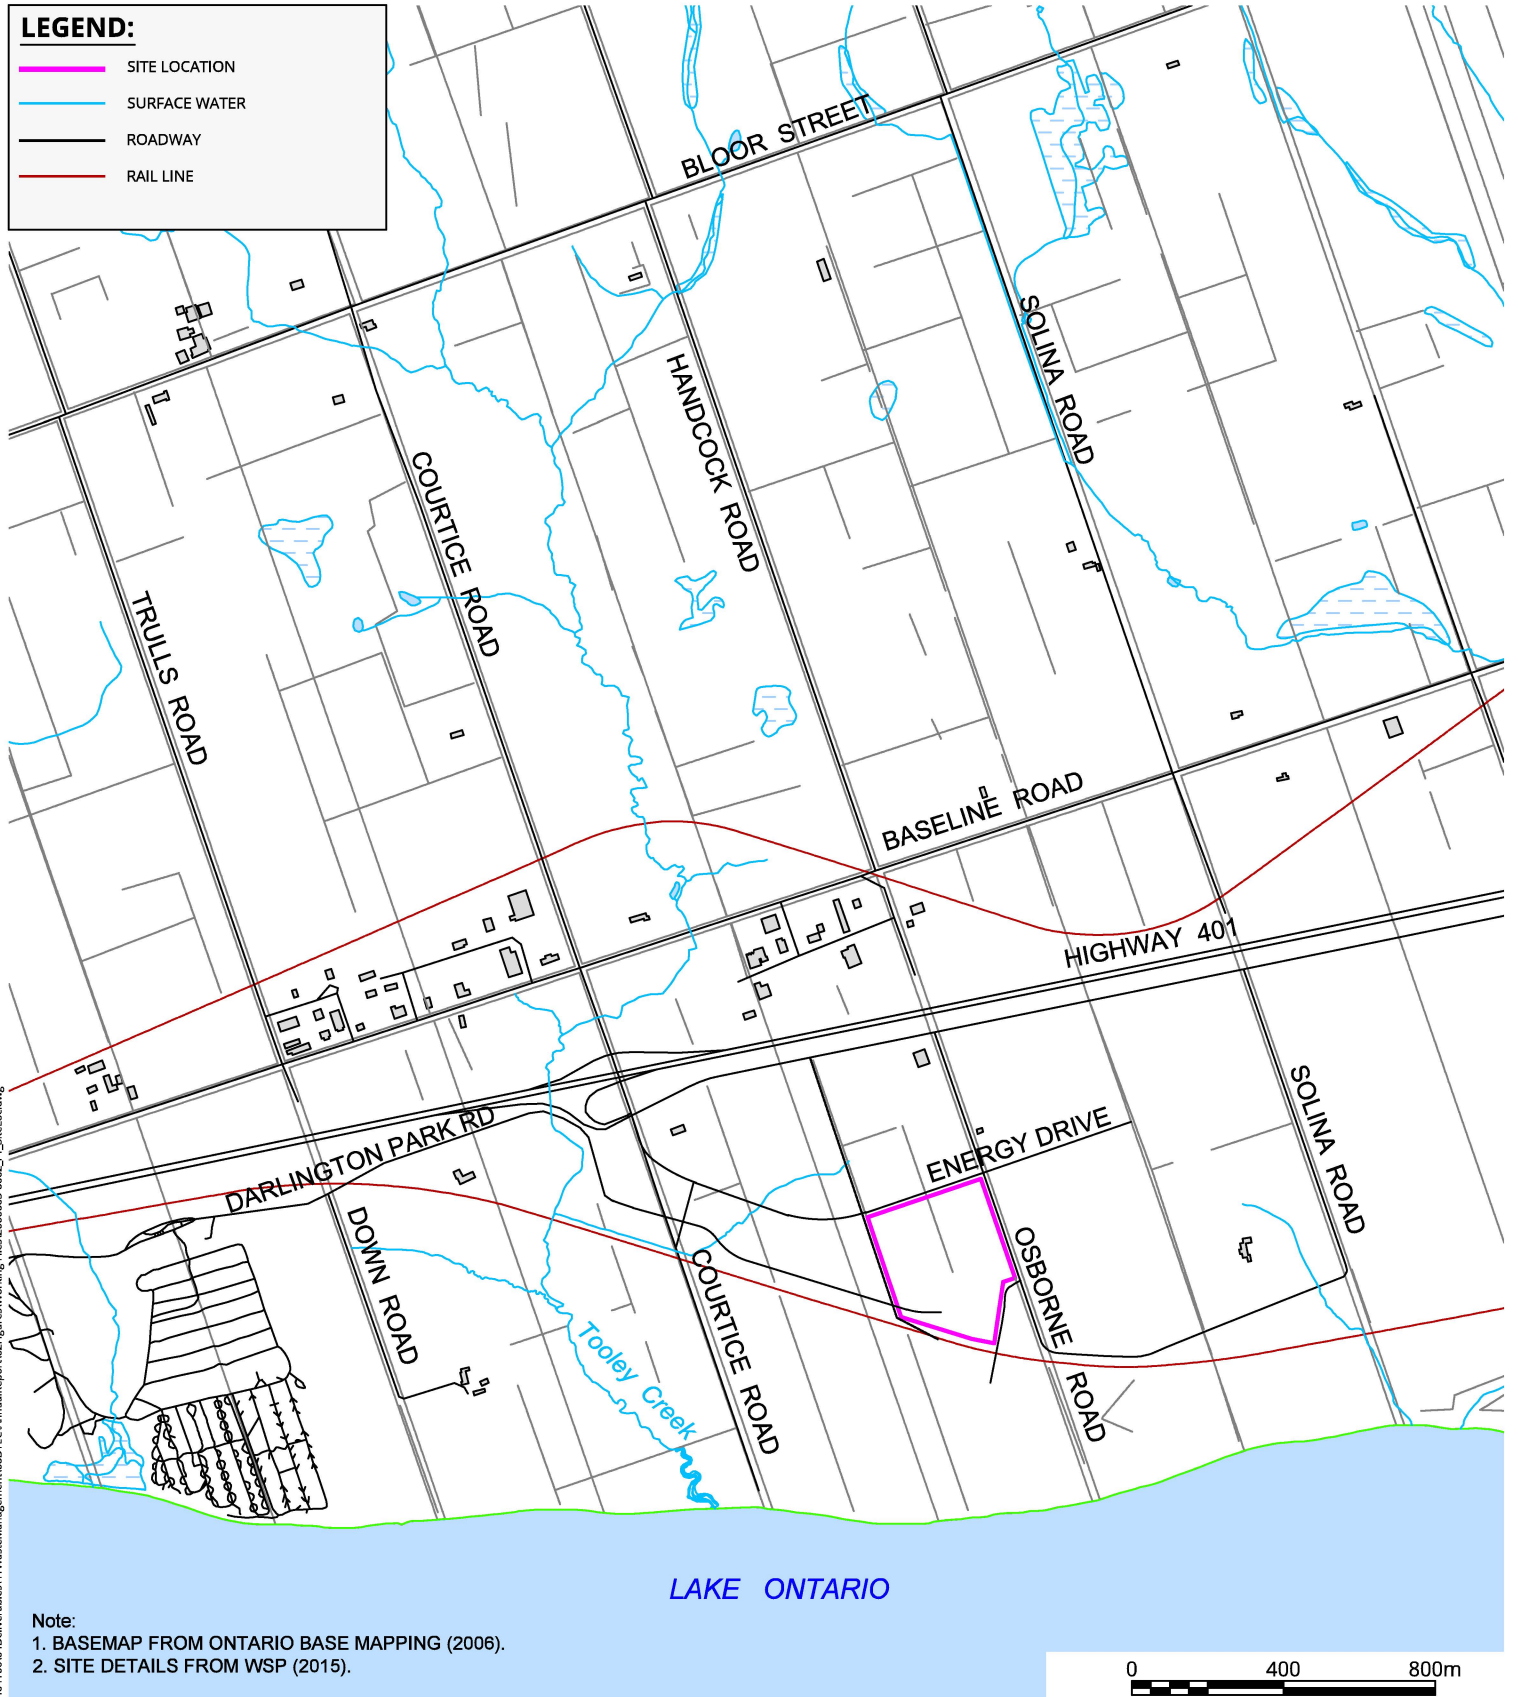 LEGEND:
SITE LOCATION
SURFACE WATER
ROADWAY
RAIL LINE
BLOOR STREET
SOLINA ROAD
HANDCOCK ROAD
COURTICE ROAD
TRULLS ROAD
BASELINE ROAD
HIGHWAY 401
DARLINGTON PARK RD
ENERGY DRIVE
SOLINA ROAD
DOWN ROAD
COURTICE ROAD
OSBORNE ROAD
Tooley Creek
LAKE ONTARIO
Note:
1. BASEMAP FROM ONTARIO BASE MAPPING (2006).
2. SITE DETAILS FROM WSP (2015).
0 400 800m